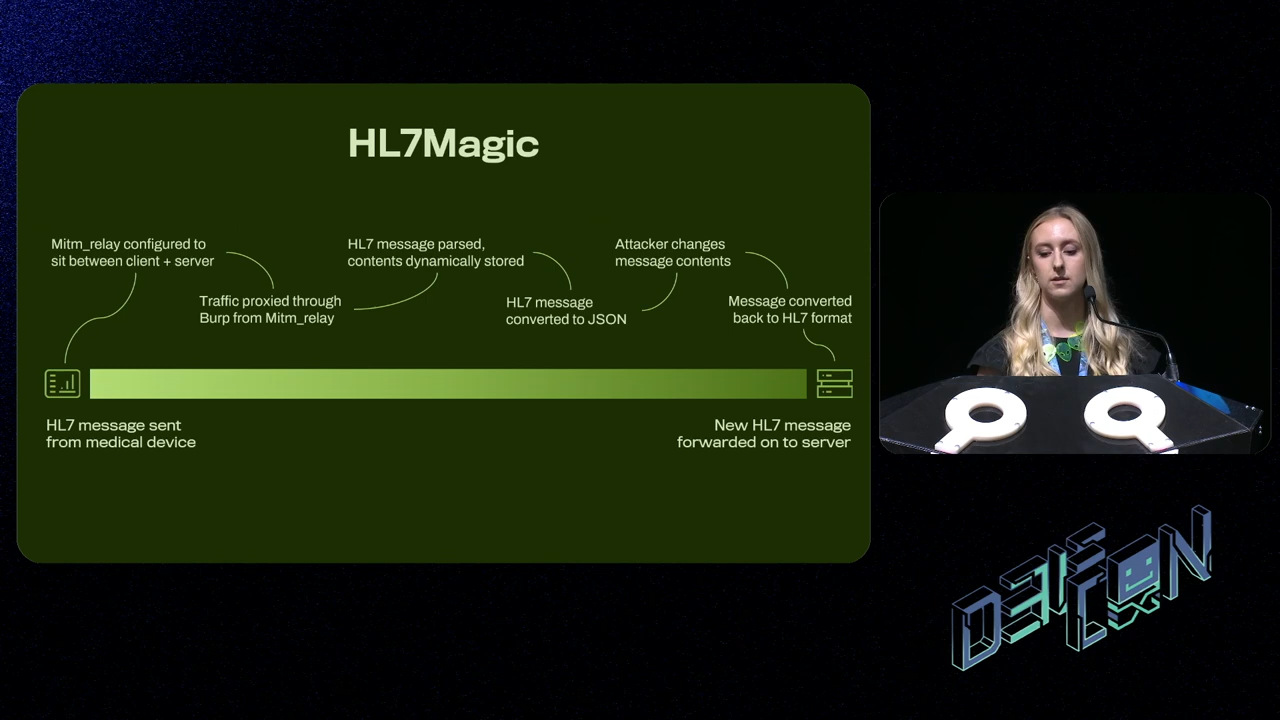 HL7Magic
Mitm_relay configured to
sit between client + server
Traffic proxied through
Burp from Mitm_relay
HL7 message parsed,
contents dynamically stored
HL7 message
converted to JSON
Attacker changes
message contents
Message converted
back to HL7 format
HL7 message sent
from medical device
New HL7 message
forwarded on to server
DEF
CON